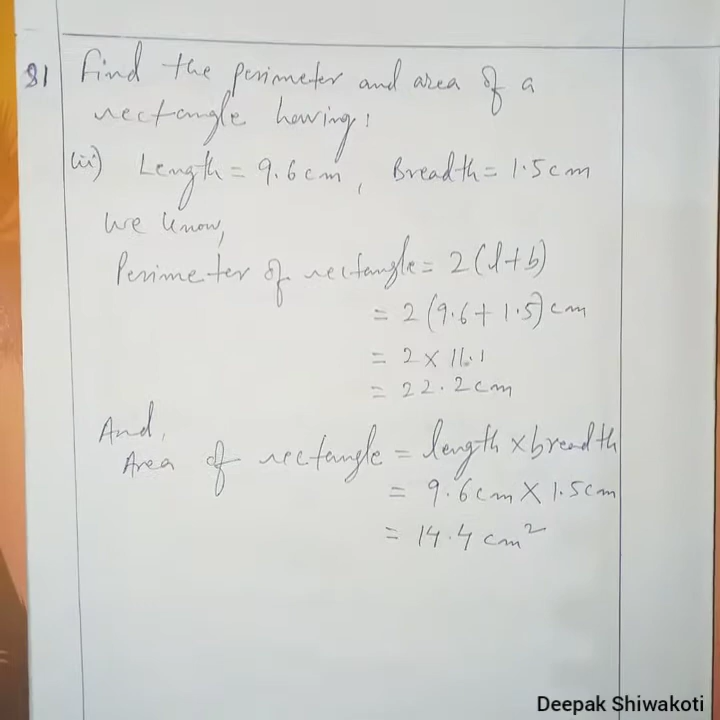 81 Find the perimeter and area of a
rectangle having:
(iii) Length = 9.6 cm, Breadth = 1.5 cm
We know,
Perimeter of rectangle = 2(l+b)
= 2(9.6+1.5) cm
= 2 × 11.1
= 22.2 cm
And,
Area of rectangle = length × breadth
= 9.6 cm × 1.5 cm
= 14.4 cm²
Deepak Shiwakoti